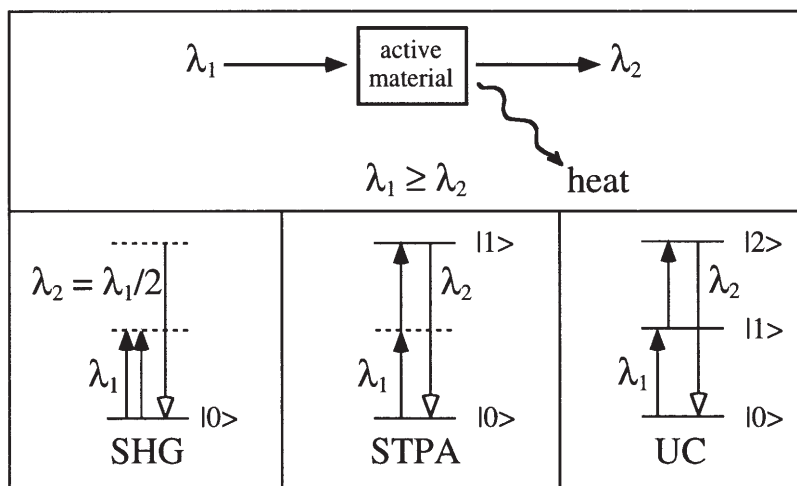 λ₁ active material λ₂
λ₁ ≥ λ₂ heat
|1> |2>
λ₂ = λ₁/2 λ₂ λ₂
|1>
λ₁ λ₁ λ₁
|0> |0> |0>
SHG STPA UC